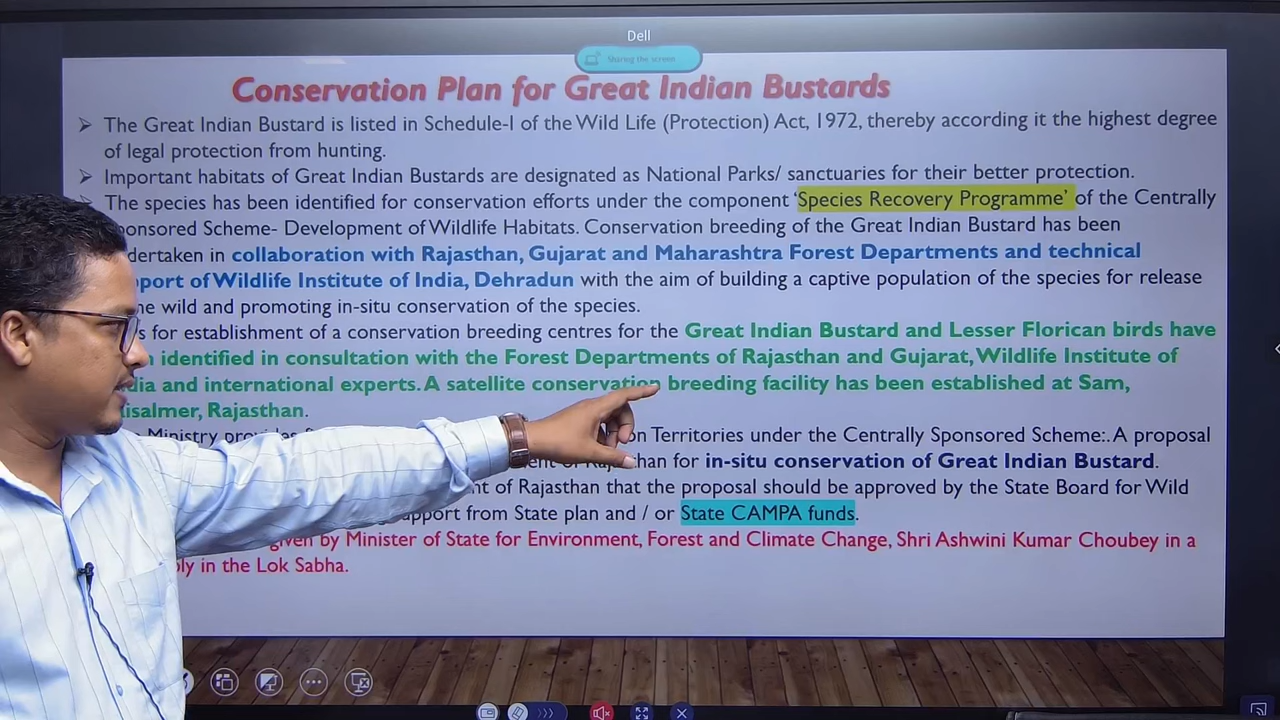 Dell
Sharing the screen
Conservation Plan for Great Indian Bustards
➤ The Great Indian Bustard is listed in Schedule-I of the Wild Life (Protection) Act, 1972, thereby according it the highest degree
of legal protection from hunting.
➤ Important habitats of Great Indian Bustards are designated as National Parks/ sanctuaries for their better protection.
The species has been identified for conservation efforts under the component ‘Species Recovery Programme’ of the Centrally
onsored Scheme- Development of Wildlife Habitats. Conservation breeding of the Great Indian Bustard has been
dertaken in collaboration with Rajasthan, Gujarat and Maharashtra Forest Departments and technical
port of Wildlife Institute of India, Dehradun with the aim of building a captive population of the species for release
he wild and promoting in-situ conservation of the species.
s for establishment of a conservation breeding centres for the Great Indian Bustard and Lesser Florican birds have
n identified in consultation with the Forest Departments of Rajasthan and Gujarat, Wildlife Institute of
dia and international experts. A satellite conservation breeding facility has been established at Sam,
isalmer, Rajasthan.
Ministry provides on Territories under the Centrally Sponsored Scheme:. A proposal
than for in-situ conservation of Great Indian Bustard.
nt of Rajasthan that the proposal should be approved by the State Board for Wild
upport from State plan and / or State CAMPA funds.
given by Minister of State for Environment, Forest and Climate Change, Shri Ashwini Kumar Choubey in a
ly in the Lok Sabha.